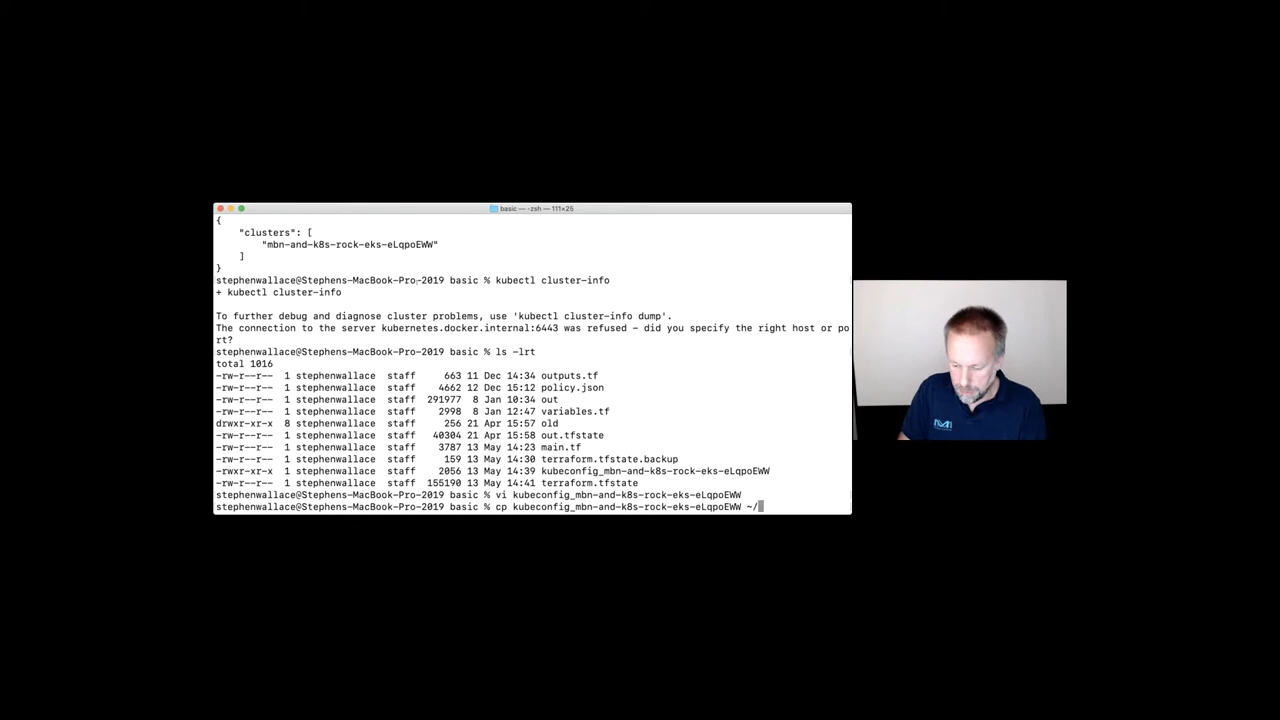 basic — -zsh — 111×25
{
"clusters": [
"mbn-and-k8s-rock-eks-eLqpoEWW"
]
}
stephenwallace@Stephens-MacBook-Pro-2019 basic % kubectl cluster-info
+ kubectl cluster-info
To further debug and diagnose cluster problems, use 'kubectl cluster-info dump'.
The connection to the server kubernetes.docker.internal:6443 was refused - did you specify the right host or po
rt?
stephenwallace@Stephens-MacBook-Pro-2019 basic % ls -lrt
total 1016
-rw-r--r-- 1 stephenwallace staff 663 11 Dec 14:34 outputs.tf
-rw-r--r-- 1 stephenwallace staff 4662 12 Dec 15:12 policy.json
-rw-r--r-- 1 stephenwallace staff 291977 8 Jan 10:34 out
-rw-r--r-- 1 stephenwallace staff 2998 8 Jan 12:47 variables.tf
drwxr-xr-x 8 stephenwallace staff 256 21 Apr 15:57 old
-rw-r--r-- 1 stephenwallace staff 40304 21 Apr 15:58 out.tfstate
-rw-r--r-- 1 stephenwallace staff 3787 13 May 14:23 main.tf
-rw-r--r-- 1 stephenwallace staff 159 13 May 14:30 terraform.tfstate.backup
-rwxr-xr-x 1 stephenwallace staff 2056 13 May 14:39 kubeconfig_mbn-and-k8s-rock-eks-eLqpoEWW
-rw-r--r-- 1 stephenwallace staff 155190 13 May 14:41 terraform.tfstate
stephenwallace@Stephens-MacBook-Pro-2019 basic % vi kubeconfig_mbn-and-k8s-rock-eks-eLqpoEWW
stephenwallace@Stephens-MacBook-Pro-2019 basic % cp kubeconfig_mbn-and-k8s-rock-eks-eLqpoEWW ~/